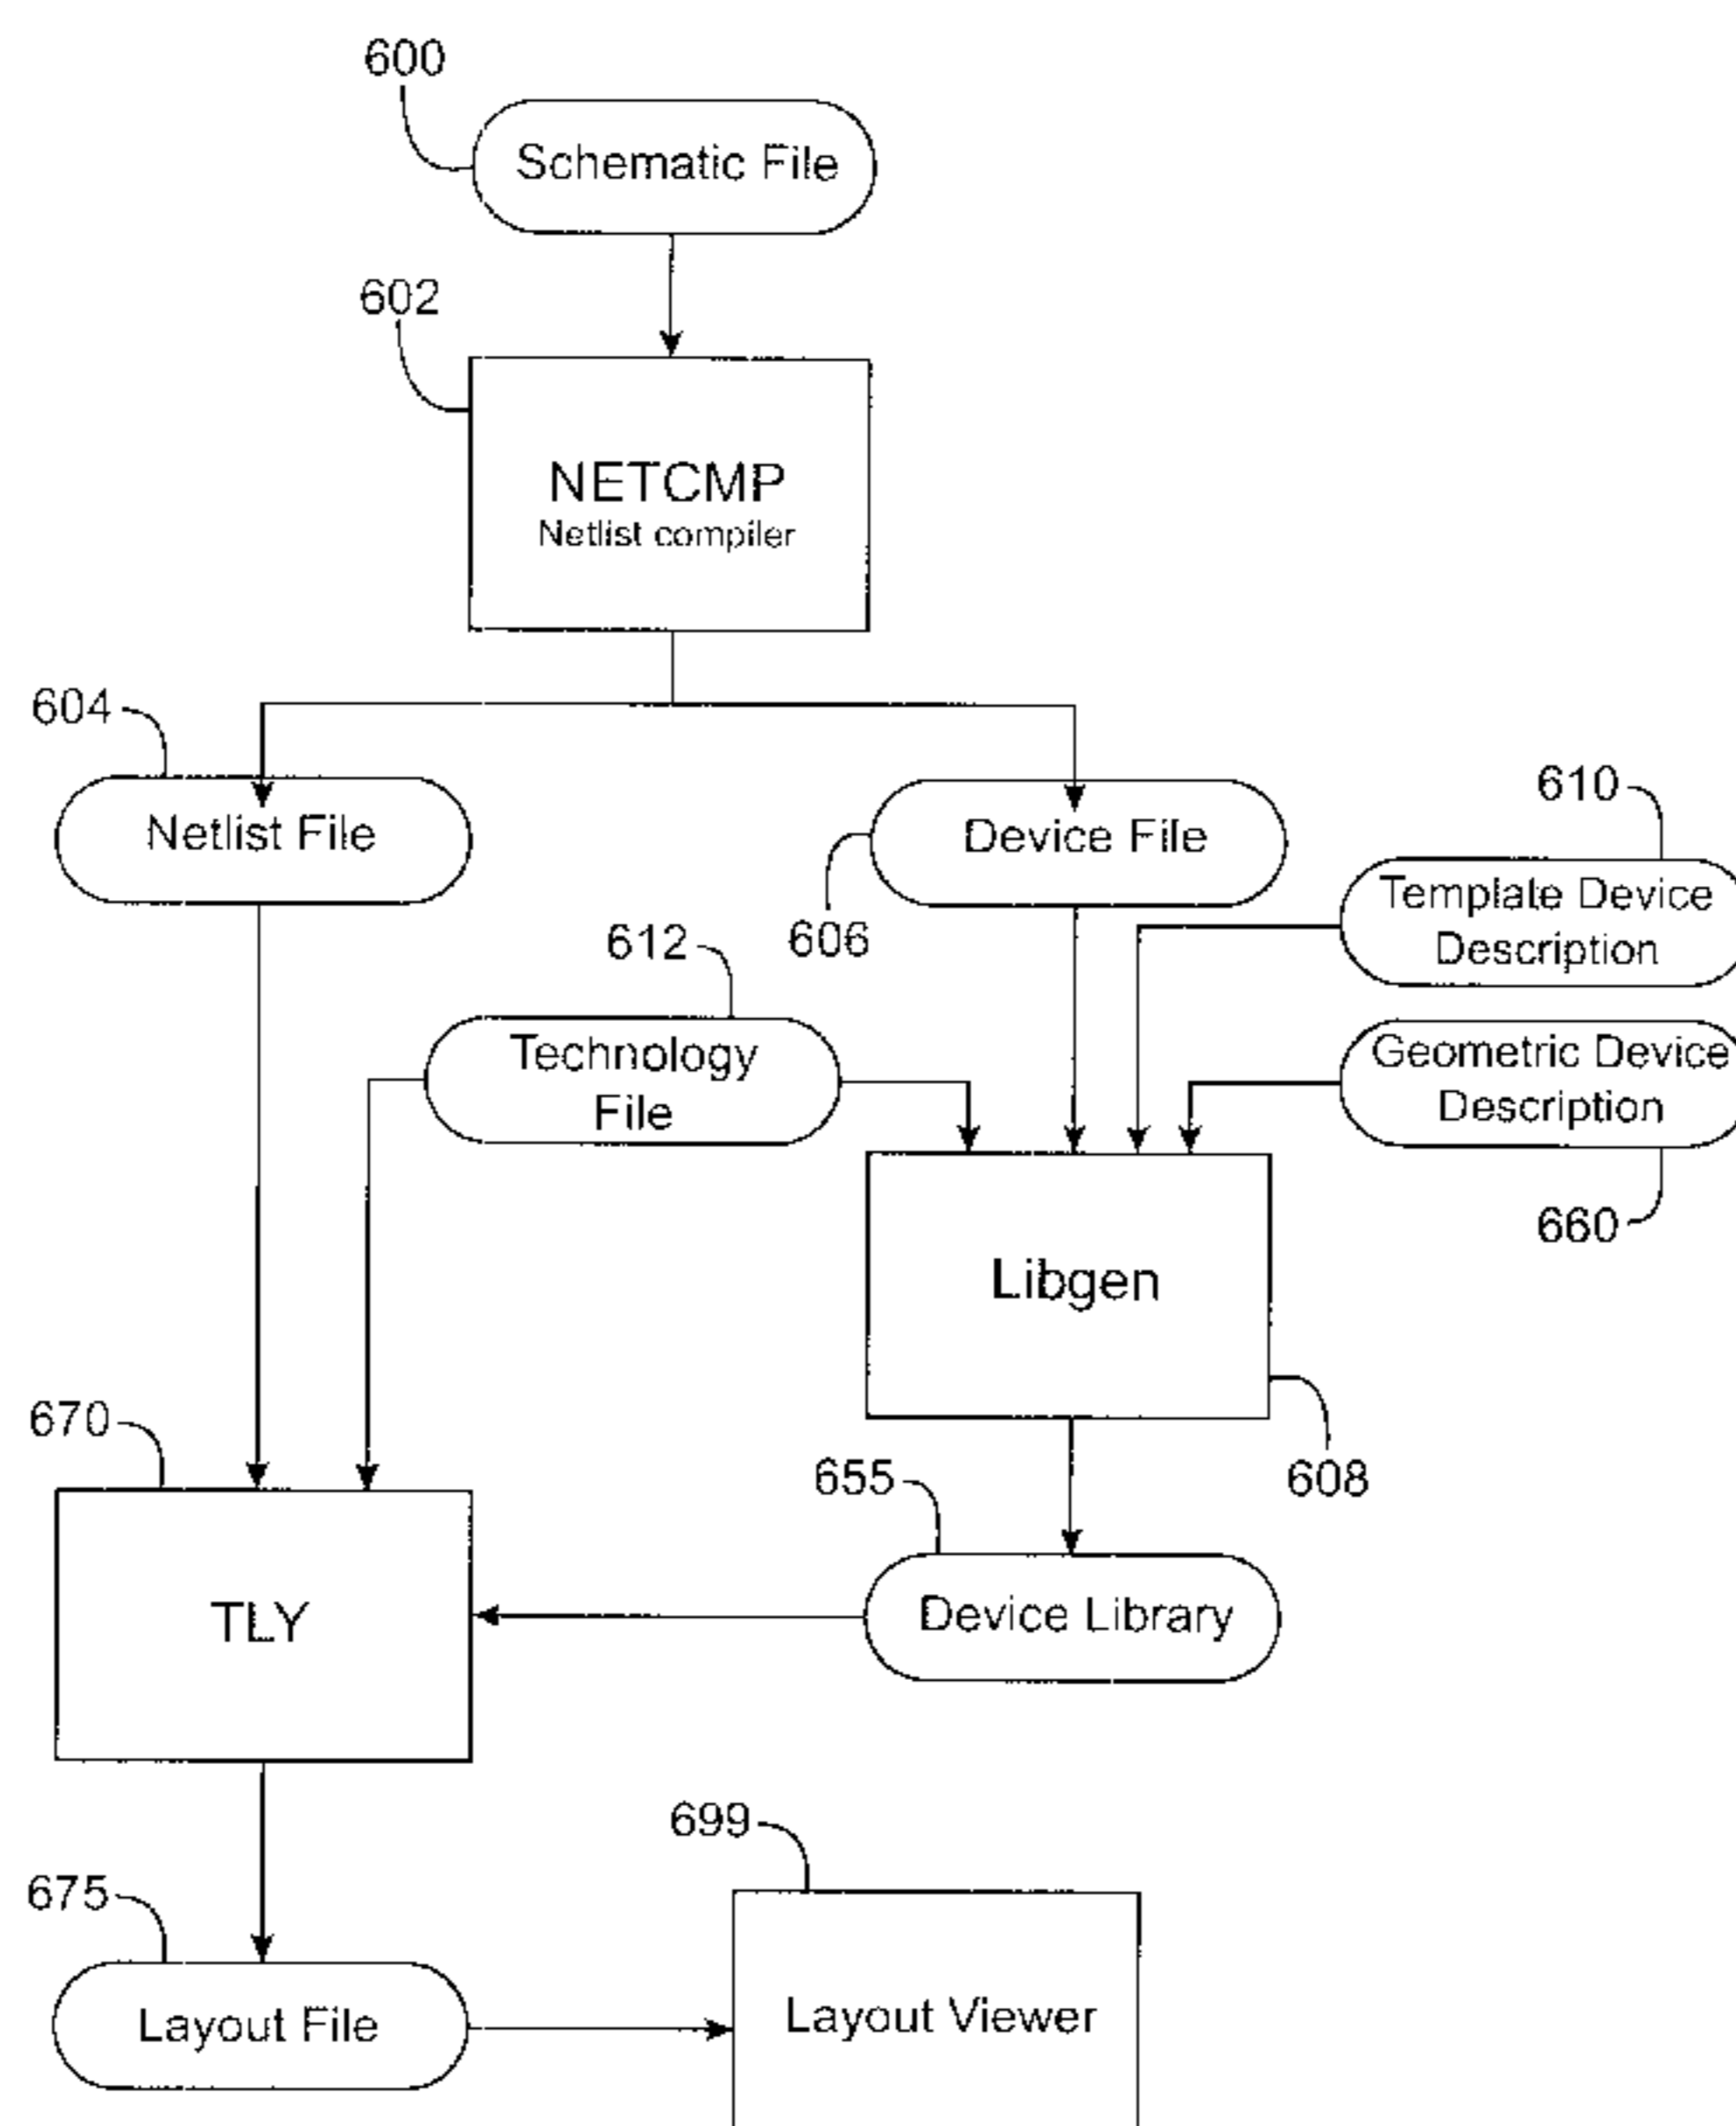 600
Schematic File
602
NETCMP
Netlist compiler
604
Netlist File
Device File
606
610
Template Device
Description
612
Technology
File
Geometric Device
Description
660
Libgen
608
670
TLY
655
Device Library
699
675
Layout File
Layout Viewer